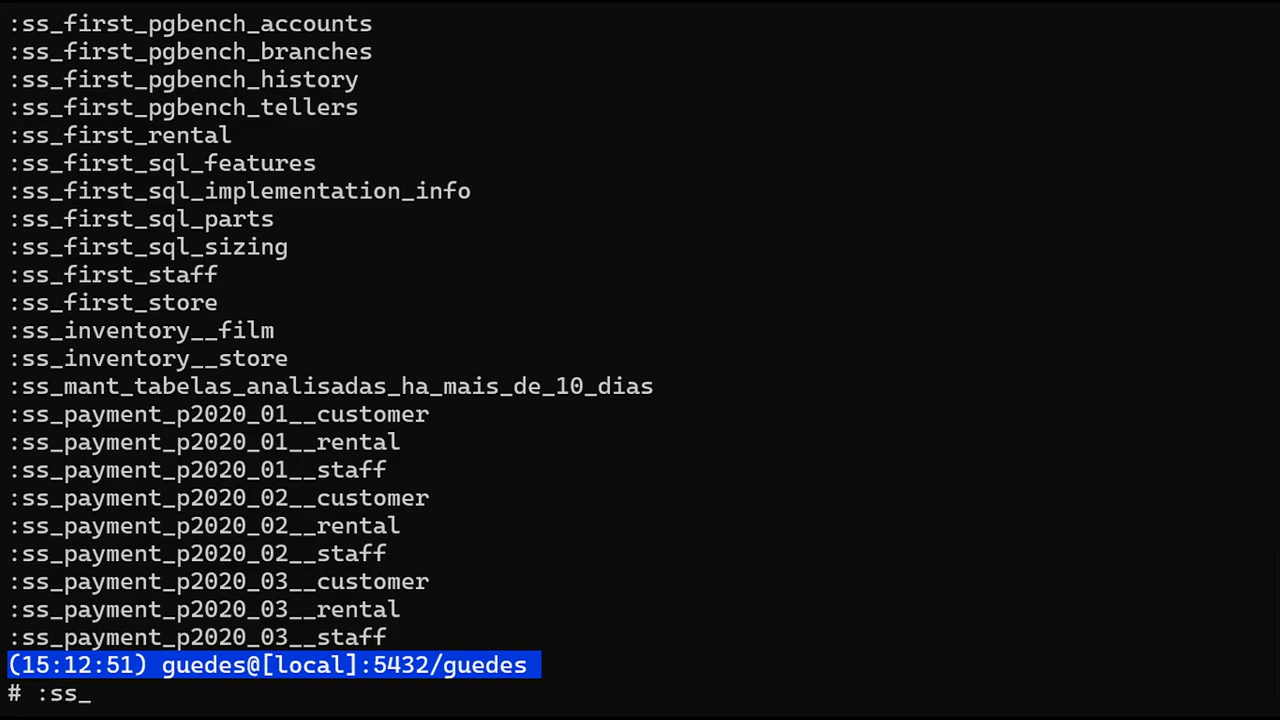 :ss_first_pgbench_accounts
:ss_first_pgbench_branches
:ss_first_pgbench_history
:ss_first_pgbench_tellers
:ss_first_rental
:ss_first_sql_features
:ss_first_sql_implementation_info
:ss_first_sql_parts
:ss_first_sql_sizing
:ss_first_staff
:ss_first_store
:ss_inventory__film
:ss_inventory__store
:ss_mant_tabelas_analisadas_ha_mais_de_10_dias
:ss_payment_p2020_01__customer
:ss_payment_p2020_01__rental
:ss_payment_p2020_01__staff
:ss_payment_p2020_02__customer
:ss_payment_p2020_02__rental
:ss_payment_p2020_02__staff
:ss_payment_p2020_03__customer
:ss_payment_p2020_03__rental
:ss_payment_p2020_03__staff
(15:12:51) guedes@[local]:5432/guedes
# :ss_